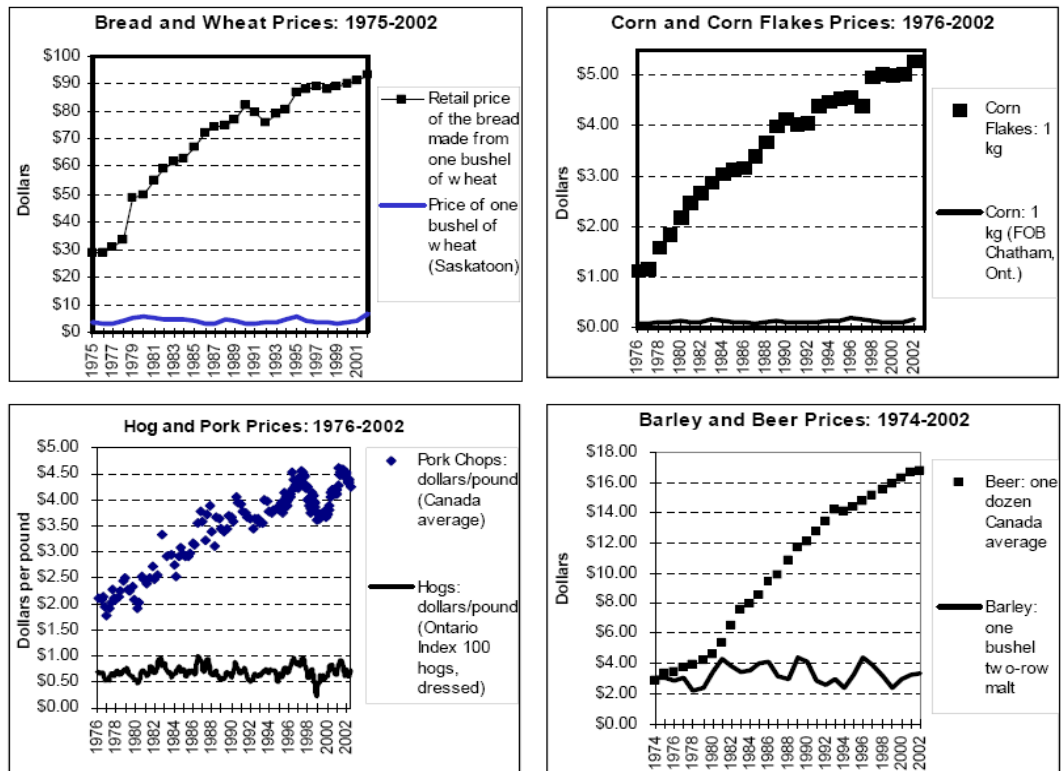 Bread and Wheat Prices: 1975-2002
$100
$90
$80
$70
$60
$50
$40
$30
$20
$10
$0
Dollars
1975
1977
1979
1981
1983
1985
1987
1989
1991
1993
1995
1997
1999
2001
Retail price
of the bread
made from
one bushel
of wheat
Price of one
bushel of
wheat
(Saskatoon)
Corn and Corn Flakes Prices: 1976-2002
$5.00
$4.00
$3.00
$2.00
$1.00
$0.00
Dollars
1976
1978
1980
1982
1984
1986
1988
1990
1992
1994
1996
1998
2000
2002
Corn
Flakes: 1
kg
Corn: 1
kg (FOB
Chatham,
Ont.)
Hog and Pork Prices: 1976-2002
$5.00
$4.50
$4.00
$3.50
$3.00
$2.50
$2.00
$1.50
$1.00
$0.50
$0.00
Dollars per pound
1976
1978
1980
1982
1984
1986
1988
1990
1992
1994
1996
1998
2000
2002
Pork Chops:
dollars/pound
(Canada
average)
Hogs:
dollars/pound
(Ontario
Index 100
hogs,
dressed)
Barley and Beer Prices: 1974-2002
$18.00
$16.00
$14.00
$12.00
$10.00
$8.00
$6.00
$4.00
$2.00
$0.00
Dollars
1974
1976
1978
1980
1982
1984
1986
1988
1990
1992
1994
1996
1998
2000
2002
Beer: one
dozen
Canada
average
Barley:
one
bushel
two-row
malt